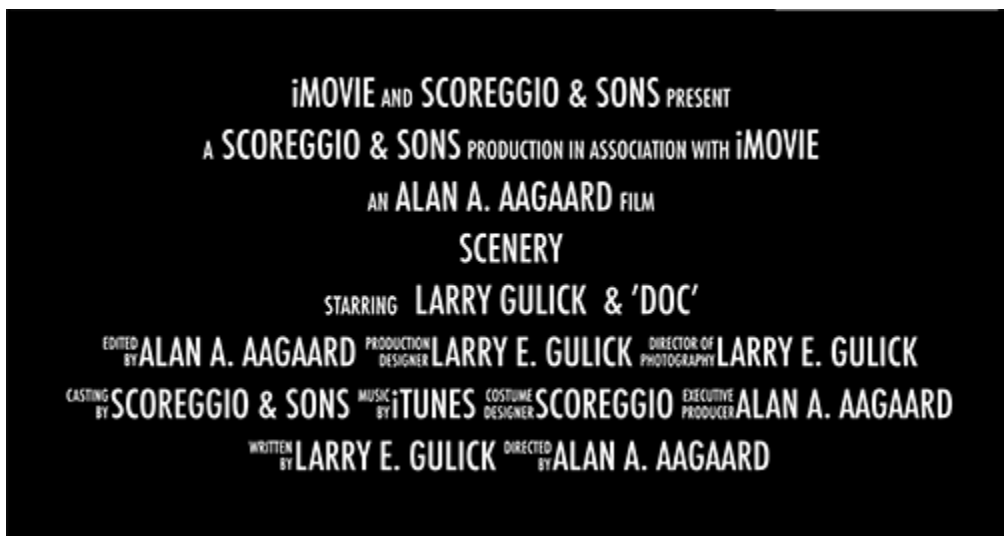 iMOVIE AND SCOREGGIO & SONS PRESENT
A SCOREGGIO & SONS PRODUCTION IN ASSOCIATION WITH iMOVIE
AN ALAN A. AAGAARD FILM
SCENERY
STARRING LARRY GULICK & 'DOC'
EDITED BY ALAN A. AAGAARD PRODUCTION DESIGNER LARRY E. GULICK DIRECTOR OF PHOTOGRAPHY LARRY E. GULICK
CASTING BY SCOREGGIO & SONS MUSIC BY iTUNES COSTUME DESIGNER SCOREGGIO EXECUTIVE PRODUCER ALAN A. AAGAARD
WRITTEN BY LARRY E. GULICK DIRECTED BY ALAN A. AAGAARD